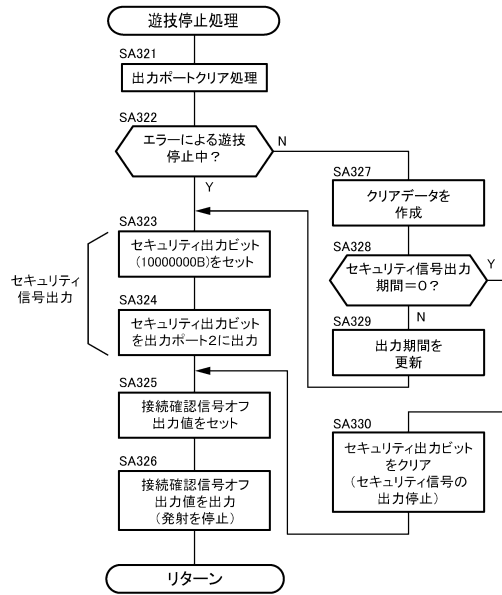 遊技停止処理
SA321
出力ポートクリア処理
SA322
エラーによる遊技
停止中？
N
Y
SA323
セキュリティ出力ビット
(10000000B)をセット
セキュリティ
信号出力
SA324
セキュリティ出力ビット
を出力ポート2に出力
SA325
接続確認信号オフ
出力値をセット
SA326
接続確認信号オフ
出力値を出力
(発射を停止)
リターン
SA327
クリアデータを
作成
SA328
セキュリティ信号出力
期間＝0？
Y
N
SA329
出力期間を
更新
SA330
セキュリティ出力ビット
をクリア
(セキュリティ信号の
出力停止)